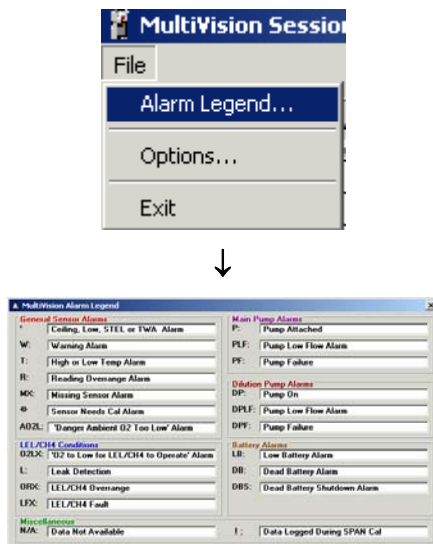 MultiVision Session
File
Alarm Legend...
Options...
Exit
MultiVision Alarm Legend
General Sensor Alarms
*
Ceiling, Low, STEL or TWA Alarm
W: Warning Alarm
T: High or Low Temp Alarm
R: Reading Overrange Alarm
MX: Missing Sensor Alarm
Sensor Needs Cal Alarm
AO2L: 'Danger Ambient O2 Too Low' Alarm
LEL/CH4 Conditions
O2LX: 'O2 to Low for LEL/CH4 to Operate' Alarm
L: Leak Detection
ORX: LEL/CH4 Overrange
LFX: LEL/CH4 Fault
Miscellaneous
N/A: Data Not Available
Main Pump Alarms
P: Pump Attached
PLF: Pump Low Flow Alarm
PF: Pump Failure
Dilution Pump Alarms
DP: Pump On
DPLF: Pump Low Flow Alarm
DPF: Pump Failure
Battery Alarms
LB: Low Battery Alarm
DB: Dead Battery Alarm
DBS: Dead Battery Shutdown Alarm
! : Data Logged During SPAN Cal